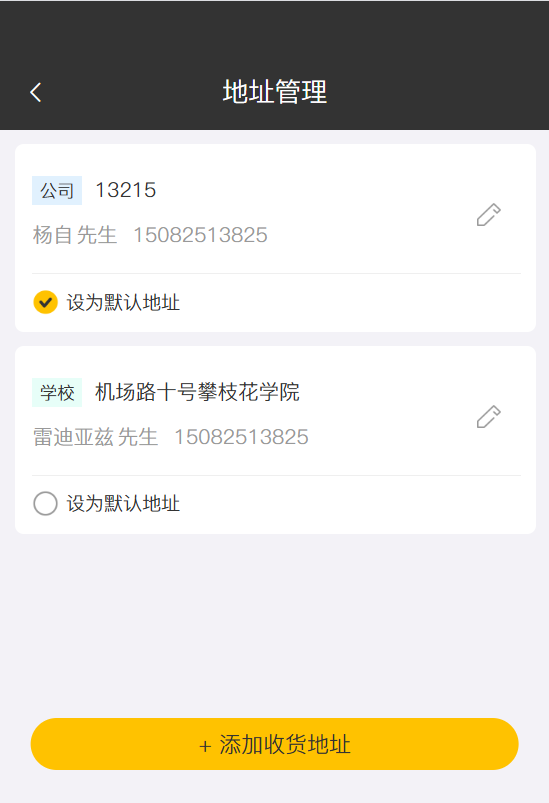 地址管理
公司 13215
杨自 先生 15082513825
设为默认地址
学校 机场路十号攀枝花学院
雷迪亚兹 先生 15082513825
设为默认地址
+ 添加收货地址